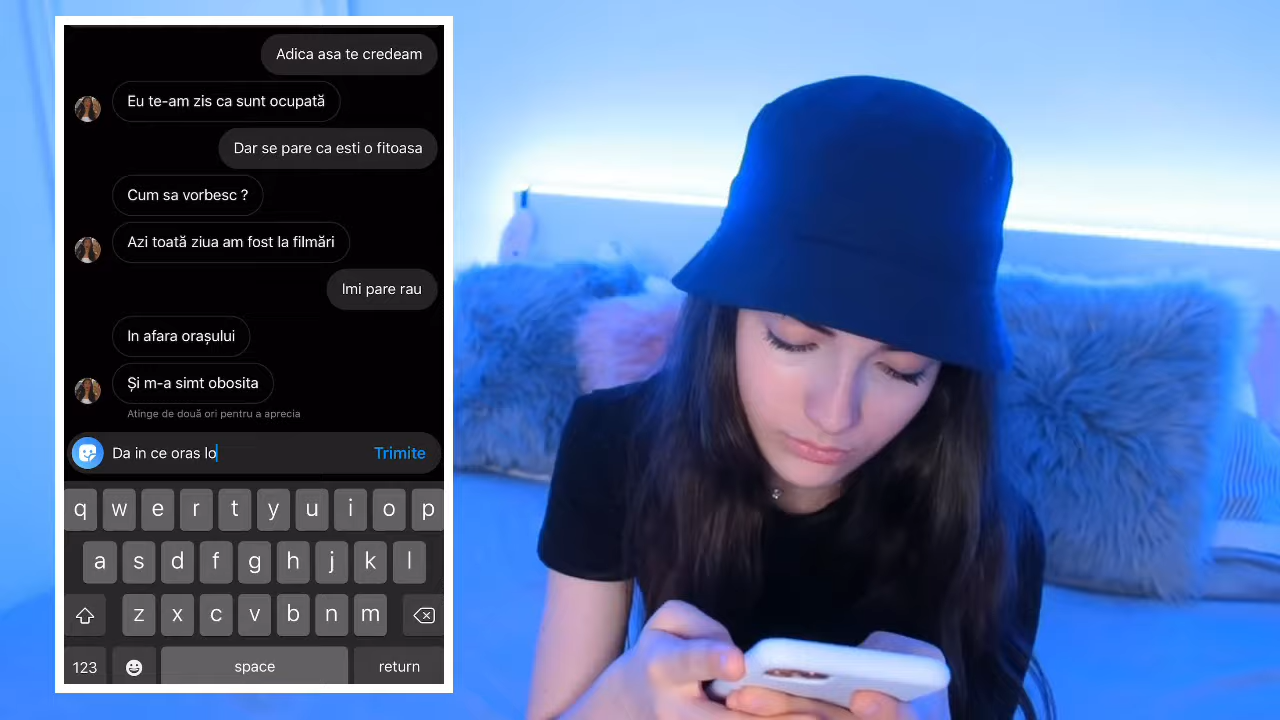 Adica asa te credeam
Eu te-am zis ca sunt ocupată
Dar se pare ca esti o fitoasa
Cum sa vorbesc ?
Azi toată ziua am fost la filmări
Imi pare rau
In afara orașului
Și m-a simt obosita
Atinge de două ori pentru a aprecia
Da in ce oras lo
Trimite
q w e r t y u i o p
a s d f g h j k l
z x c v b n m
123 space return